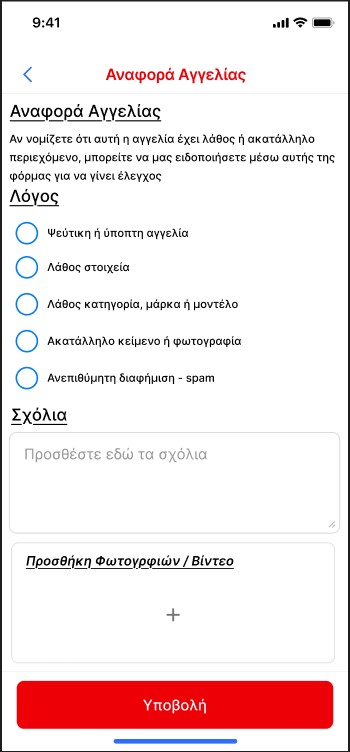 9:41
Αναφορά Αγγελίας
Αναφορά Αγγελίας
Αν νομίζετε ότι αυτή η αγγελία έχει λάθος ή ακατάλληλο
περιεχόμενο, μπορείτε να μας ειδοποιήσετε μέσω αυτής της
φόρμας για να γίνει έλεγχος
Λόγος
Ψεύτικη ή ύποπτη αγγελία
Λάθος στοιχεία
Λάθος κατηγορία, μάρκα ή μοντέλο
Ακατάλληλο κείμενο ή φωτογραφία
Ανεπιθύμητη διαφήμιση - spam
Σχόλια
Προσθέστε εδώ τα σχόλια
Προσθήκη Φωτογρφιών / Βίντεο
+
Υποβολή